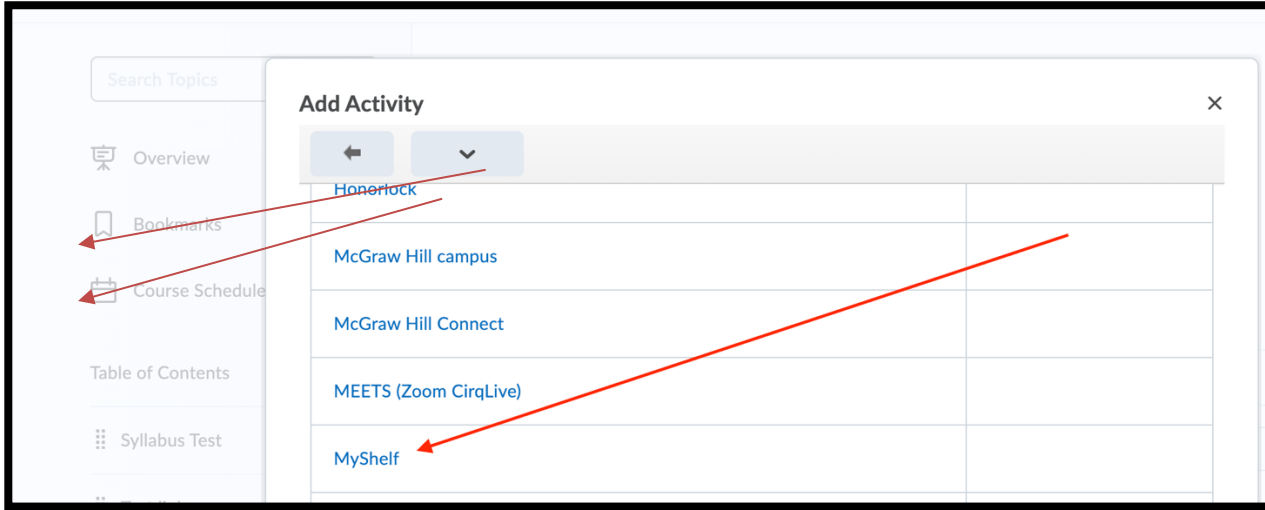 Search Topics
Add Activity
Overview
Honorlock
Bookmarks
McGraw Hill campus
Course Schedule
McGraw Hill Connect
Table of Contents
MEETS (Zoom CirqLive)
Syllabus Test
MyShelf